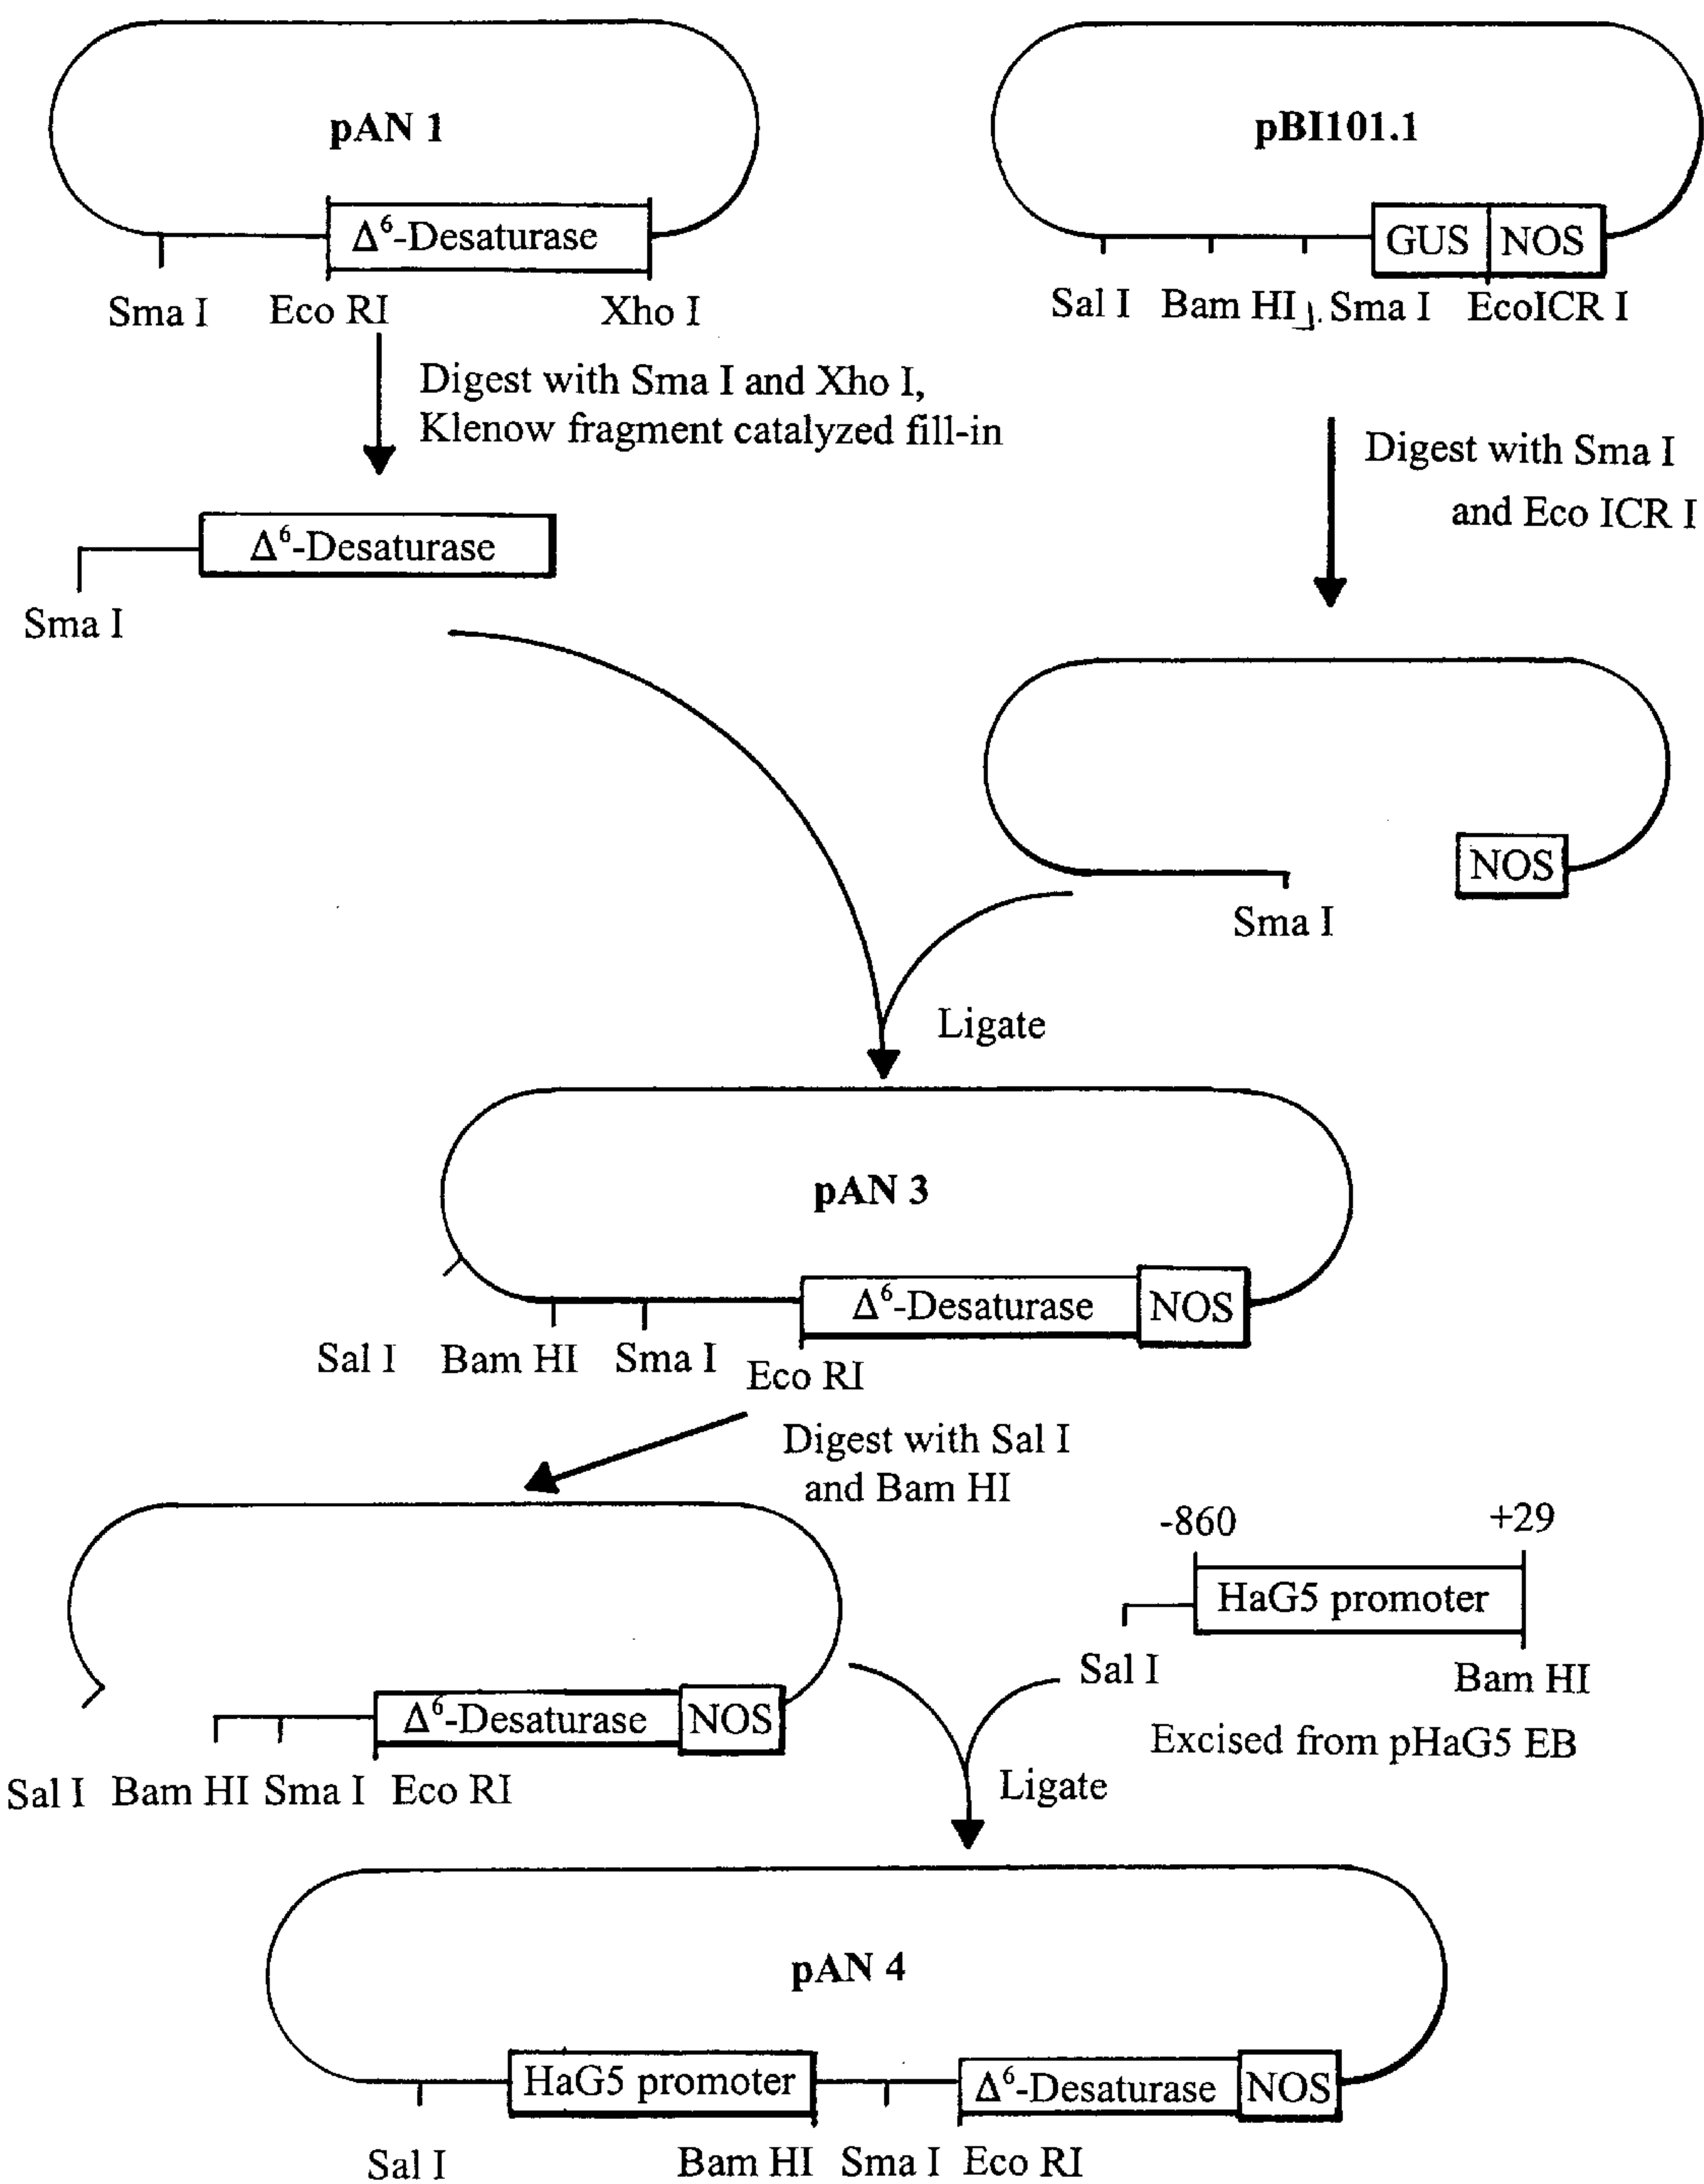 pAN 1
pBI101.1
Δ⁶-Desaturase
GUS NOS
Sma I Eco RI Xho I
Sal I Bam HI Sma I EcoICR I
Digest with Sma I and Xho I,
Klenow fragment catalyzed fill-in
Digest with Sma I
and Eco ICR I
Δ⁶-Desaturase
Sma I
NOS
Sma I
Ligate
pAN 3
Δ⁶-Desaturase NOS
Sal I Bam HI Sma I Eco RI
Digest with Sal I
and Bam HI
-860 +29
HaG5 promoter
Sal I Bam HI
Excised from pHaG5 EB
Δ⁶-Desaturase NOS
Sal I Bam HI Sma I Eco RI
Ligate
pAN 4
HaG5 promoter Δ⁶-Desaturase NOS
Sal I Bam HI Sma I Eco RI